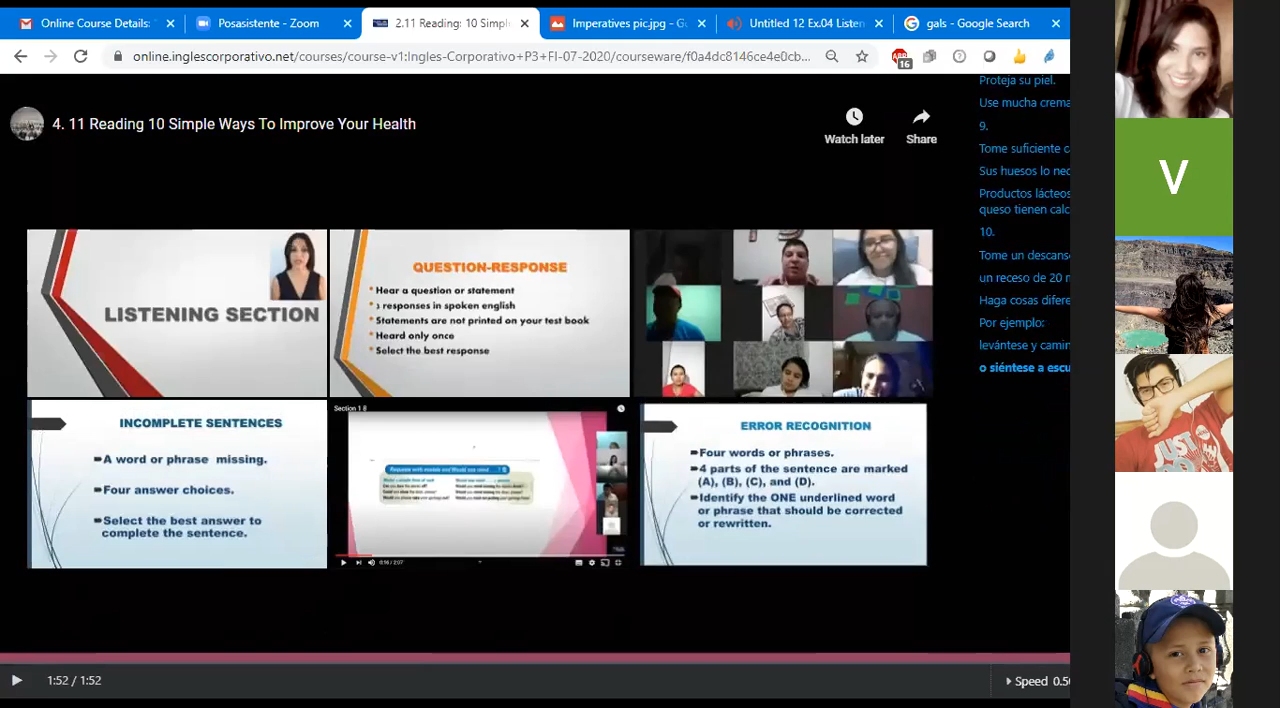 Online Course Details:
Posasistente - Zoom
2.11 Reading: 10 Simpl
Imperatives pic.jpg - G
Untitled 12 Ex.04 Listen
gals - Google Search
online.inglescorporativo.net/courses/course-v1:Ingles-Corporativo+P3+FI-07-2020/courseware/f0a4dc8146ce4e0cb...
16
4. 11 Reading 10 Simple Ways To Improve Your Health
Watch later
Share
Proteja su piel.
Use mucha crema
9.
Tome suficiente c
Sus huesos lo nec
Productos lácteos
queso tienen calc
10.
Tome un descans
un receso de 20 m
Haga cosas difere
Por ejemplo:
levántese y camin
o siéntese a escu
LISTENING SECTION
QUESTION-RESPONSE
Hear a question or statement
3 responses in spoken english
Statements are not printed on your test book
Heard only once
Select the best response
INCOMPLETE SENTENCES
A word or phrase missing.
Four answer choices.
Select the best answer to
complete the sentence.
Section 1 8
0:16 / 2:07
ERROR RECOGNITION
Four words or phrases.
4 parts of the sentence are marked
(A), (B), (C), and (D).
Identify the ONE underlined word
or phrase that should be corrected
or rewritten.
1:52 / 1:52
Speed 0.50
V